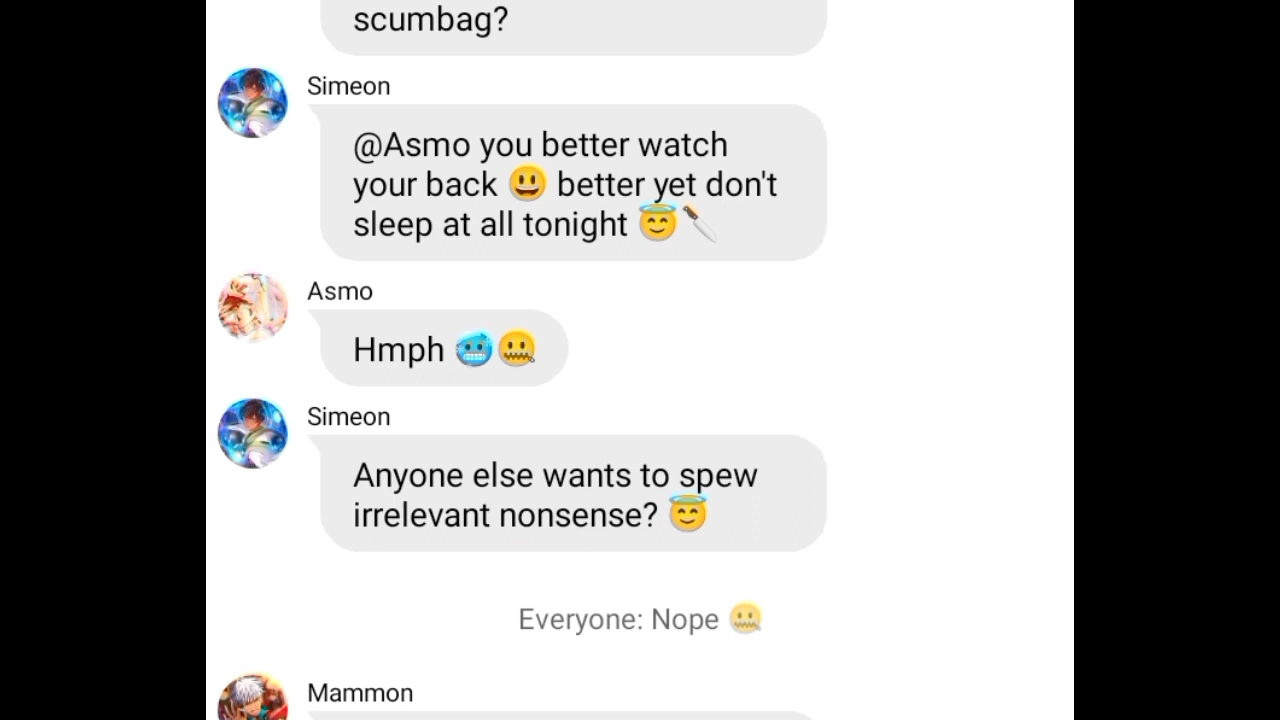 scumbag?
Simeon
@Asmo you better watch
your back 😃 better yet don't
sleep at all tonight 😇🔪
Asmo
Hmph 🥶🤐
Simeon
Anyone else wants to spew
irrelevant nonsense? 😇
Everyone: Nope 🤐
Mammon